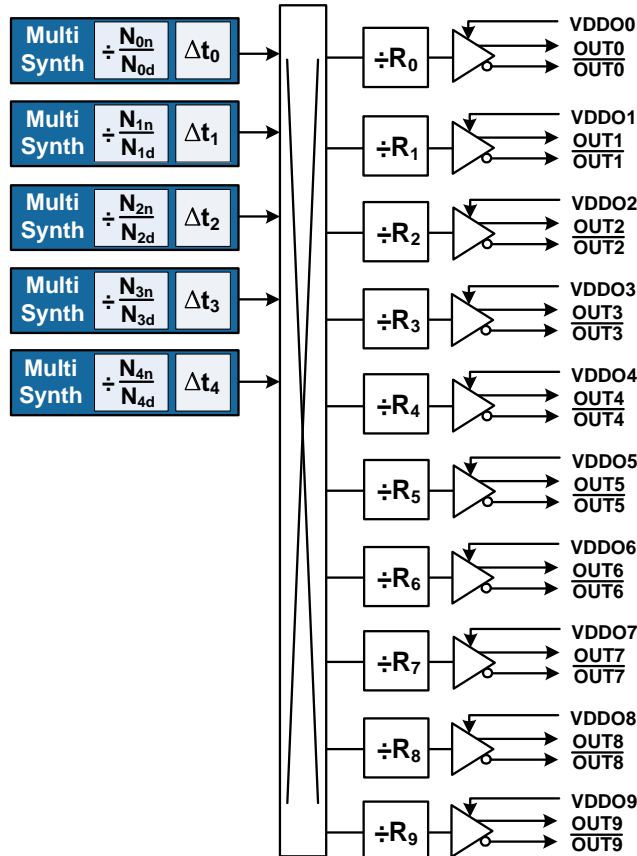 Multi Synth ÷ N0n/N0d Δt0
Multi Synth ÷ N1n/N1d Δt1
Multi Synth ÷ N2n/N2d Δt2
Multi Synth ÷ N3n/N3d Δt3
Multi Synth ÷ N4n/N4d Δt4
÷R0
VDDO0
OUT0
OUT0
÷R1
VDDO1
OUT1
OUT1
÷R2
VDDO2
OUT2
OUT2
÷R3
VDDO3
OUT3
OUT3
÷R4
VDDO4
OUT4
OUT4
÷R5
VDDO5
OUT5
OUT5
÷R6
VDDO6
OUT6
OUT6
÷R7
VDDO7
OUT7
OUT7
÷R8
VDDO8
OUT8
OUT8
÷R9
VDDO9
OUT9
OUT9